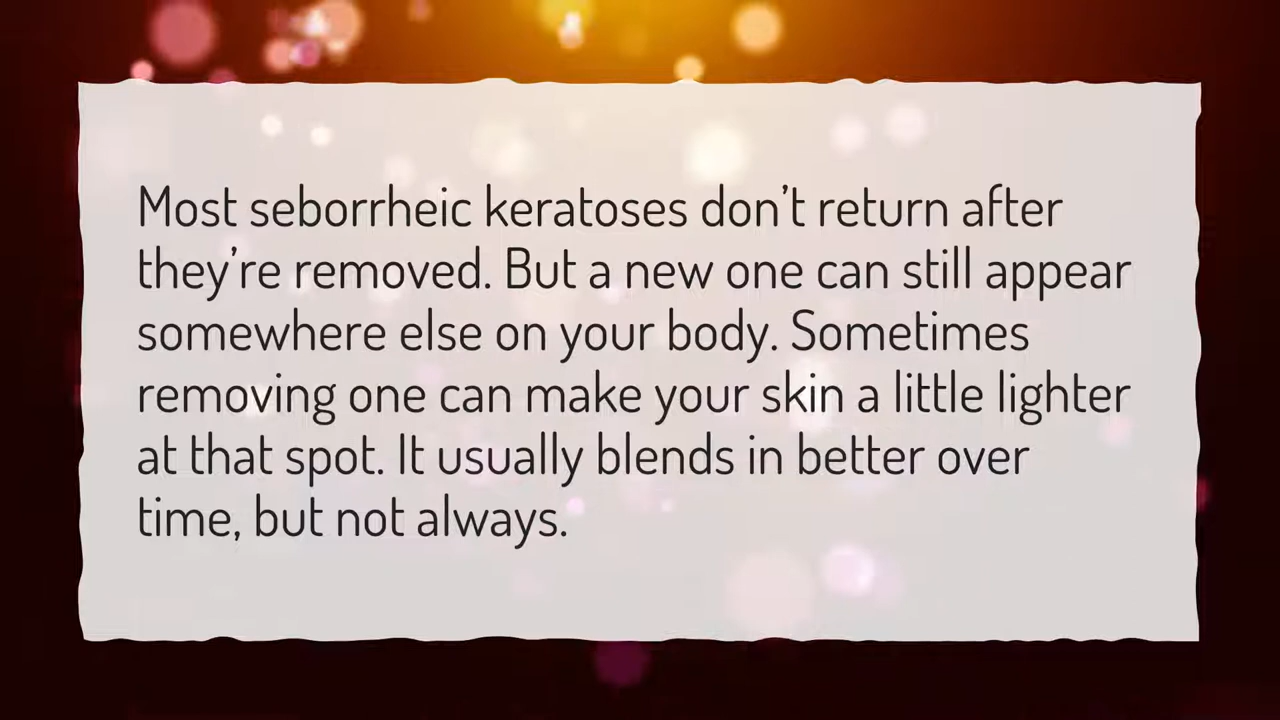 Most seborrheic keratoses don’t return after
they’re removed. But a new one can still appear
somewhere else on your body. Sometimes
removing one can make your skin a little lighter
at that spot. It usually blends in better over
time, but not always.